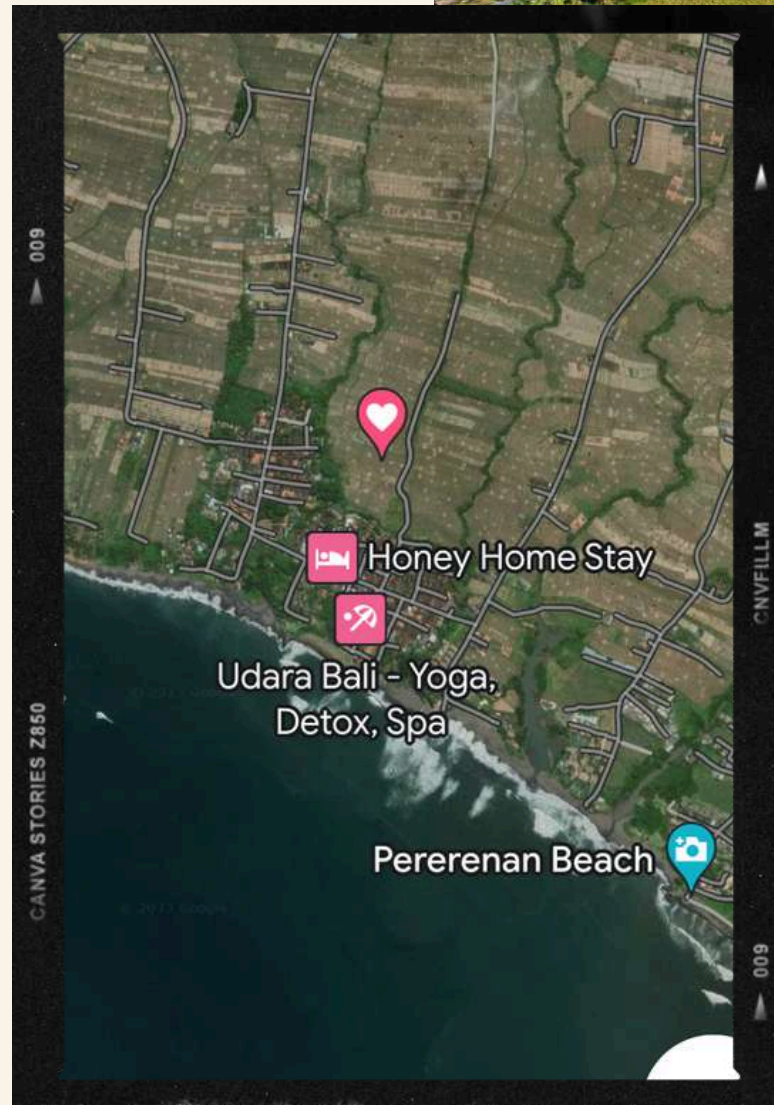 009
CANVA STORIES Z850
Honey Home Stay
Udara Bali - Yoga,
Detox, Spa
Pererenan Beach
CNVFILLM
009